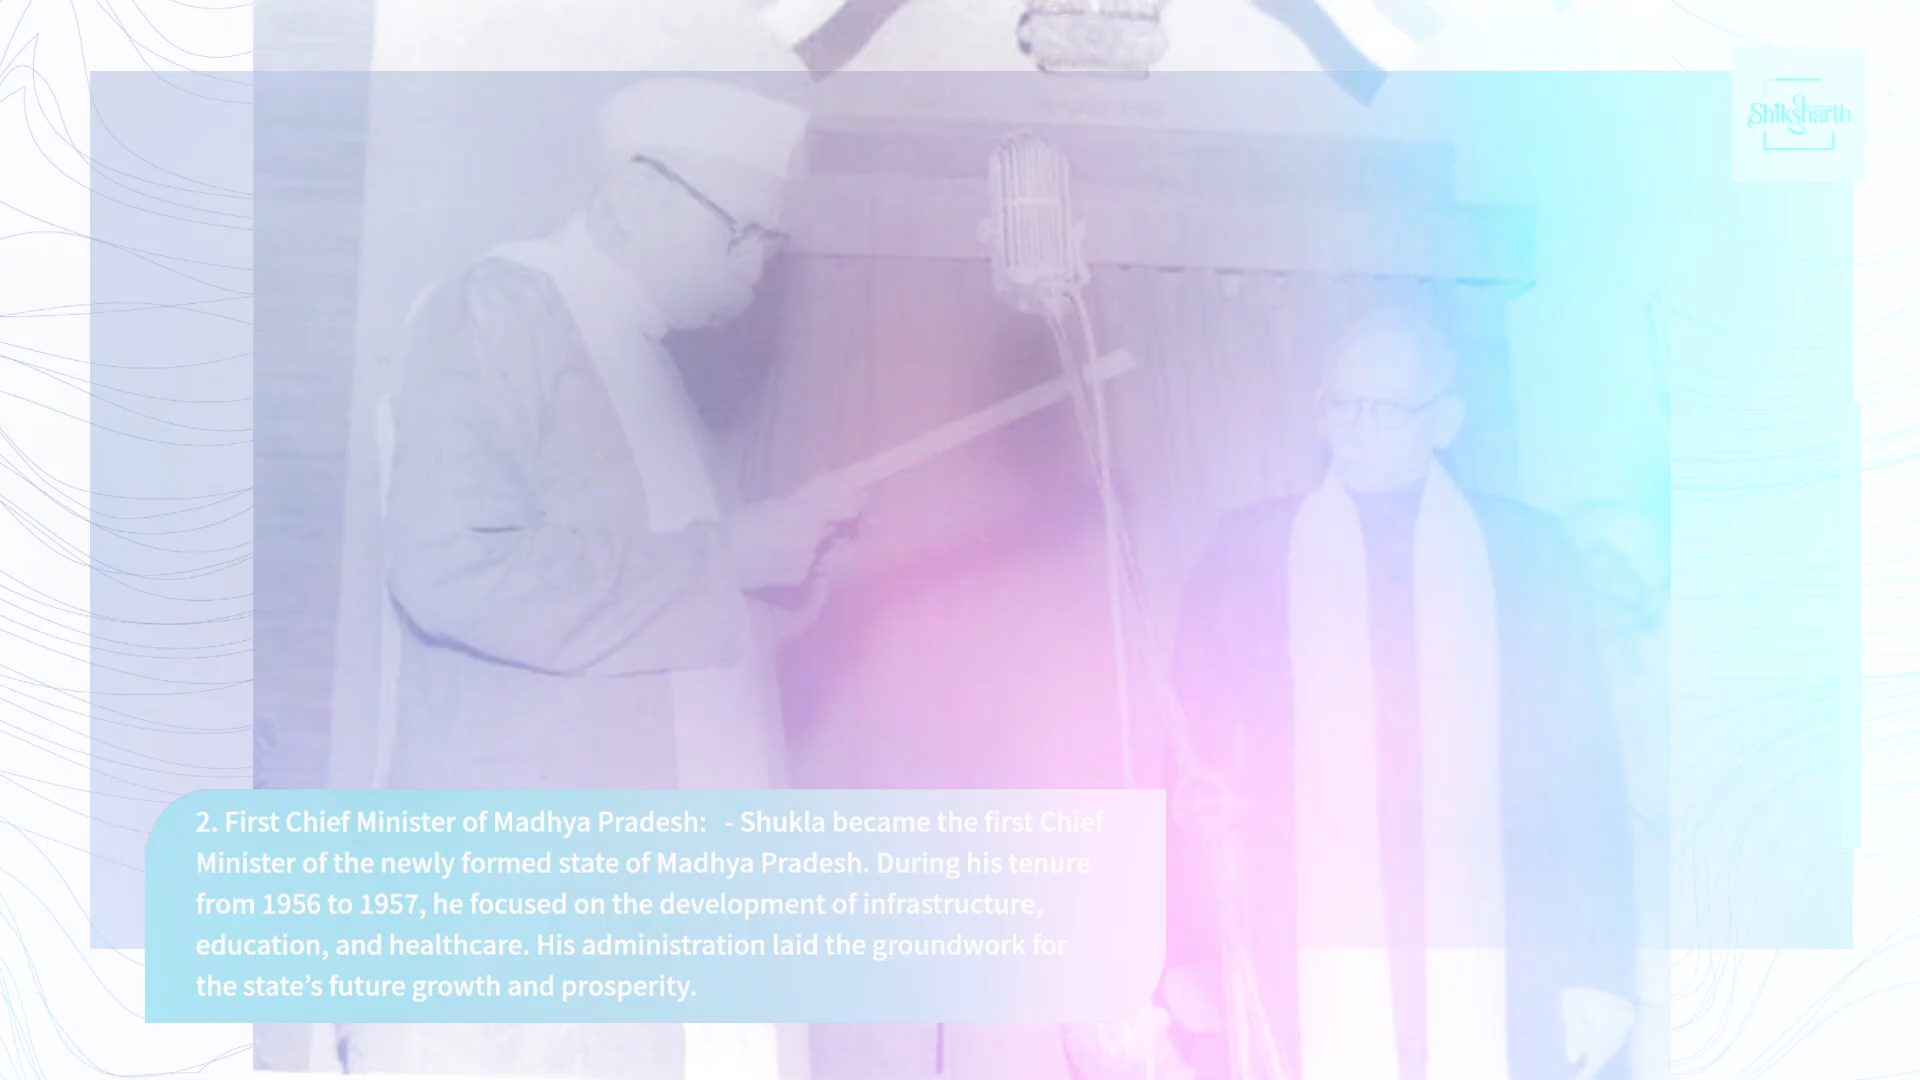 Shiksharth
2. First Chief Minister of Madhya Pradesh:   - Shukla became the first Chief
Minister of the newly formed state of Madhya Pradesh. During his tenure
from 1956 to 1957, he focused on the development of infrastructure,
education, and healthcare. His administration laid the groundwork for
the state’s future growth and prosperity.